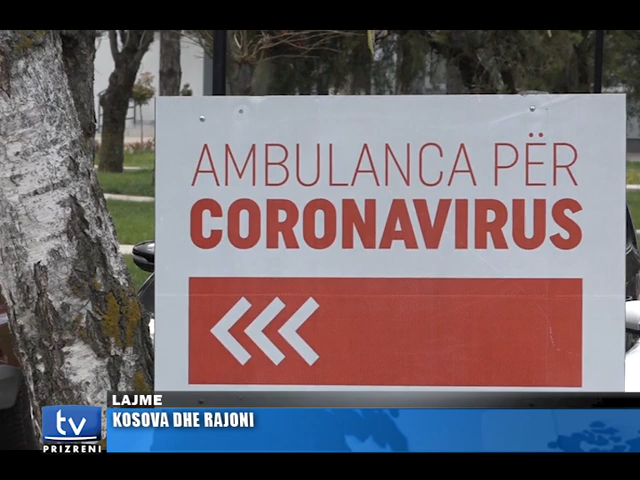 AMBULANCA PËR
CORONAVIRUS
LAJME
KOSOVA DHE RAJONI
tv
PRIZRENI